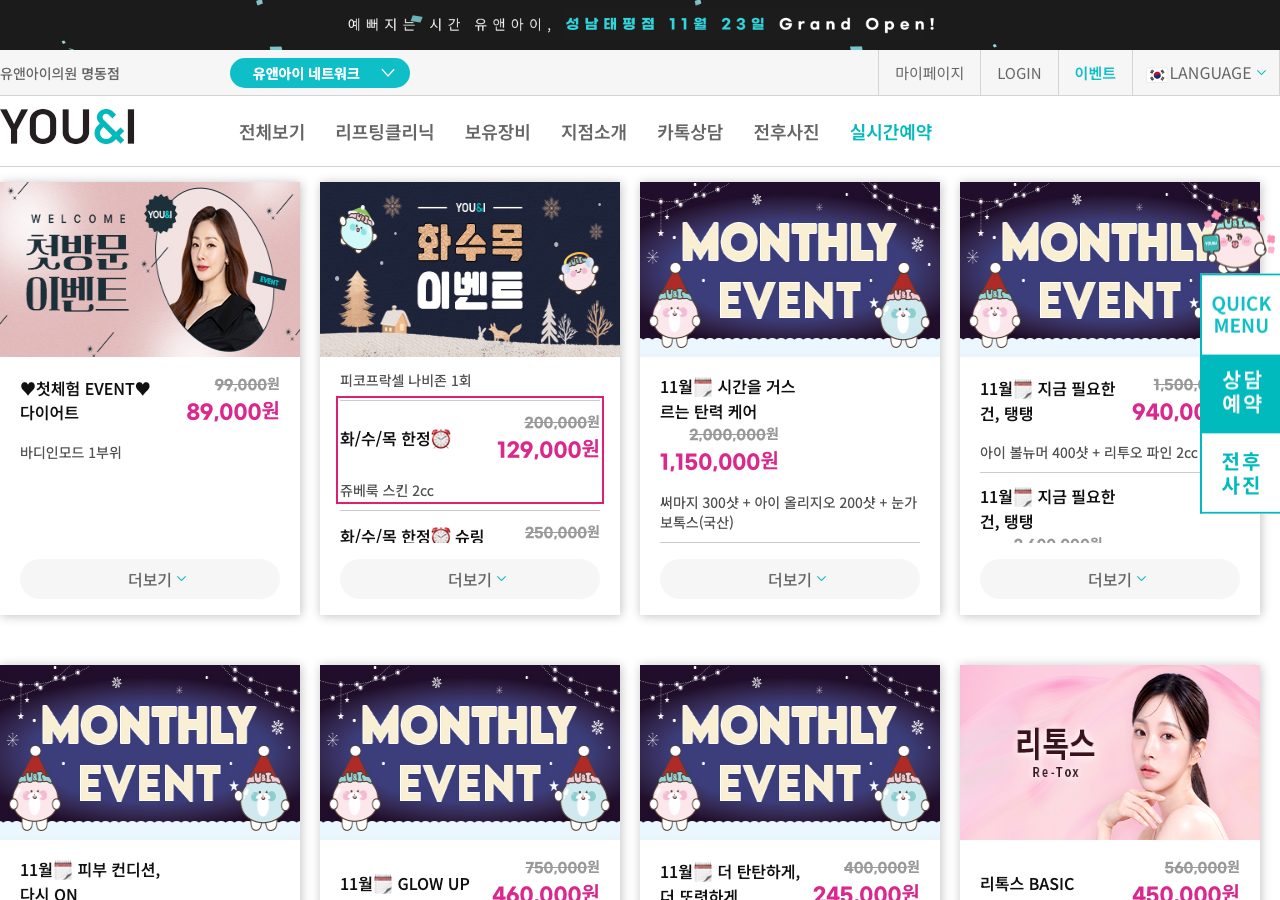 예뻐지는 시간 유앤아이, 성남태평점 11월 23일 Grand Open!
유앤아이의원 명동점
유앤아이 네트워크
마이페이지
LOGIN
이벤트
LANGUAGE
YOU&I
전체보기
리프팅클리닉
보유장비
지점소개
카톡상담
전후사진
실시간예약
WELCOME
첫방문
이벤트
YOU&I
EVENT
♥첫체험 EVENT♥
다이어트
99,000원
89,000원
바디인모드 1부위
더보기
YOU&I
화수목
이벤트
피코프락셀 나비존 1회
화/수/목 한정⏰
200,000원
129,000원
쥬베룩 스킨 2cc
화/수/목 한정⏰ 슈링
250,000원
더보기
MONTHLY
EVENT
11월🗓️ 시간을 거스
르는 탄력 케어
2,000,000원
1,150,000원
써마지 300샷 + 아이 올리지오 200샷 + 눈가
보톡스(국산)
더보기
MONTHLY
EVENT
11월🗓️ 지금 필요한
건, 탱탱
1,500,
940,0
아이 볼뉴머 400샷 + 리투오 파인 2cc
11월🗓️ 지금 필요한
건, 탱탱
더보기
QUICK
MENU
상담
예약
전후
사진
MONTHLY
EVENT
11월🗓️ 피부 컨디션,
다시 ON
MONTHLY
EVENT
11월🗓️ GLOW UP
750,000원
460,000원
MONTHLY
EVENT
11월🗓️ 더 탄탄하게,
더 또렷하게
400,000원
245,000원
리톡스
Re-Tox
리톡스 BASIC
560,000원
450,000원